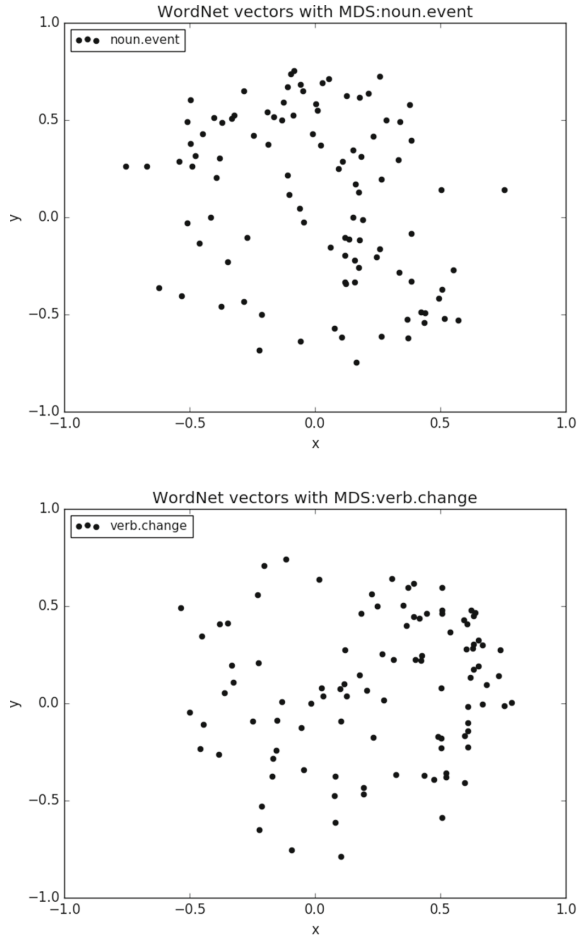 WordNet vectors with MDS:noun.event
1.0
noun.event
0.5
y
0.0
−0.5
−1.0
−1.0 −0.5 0.0 0.5 1.0
x
WordNet vectors with MDS:verb.change
1.0
verb.change
0.5
y
0.0
−0.5
−1.0
−1.0 −0.5 0.0 0.5 1.0
x